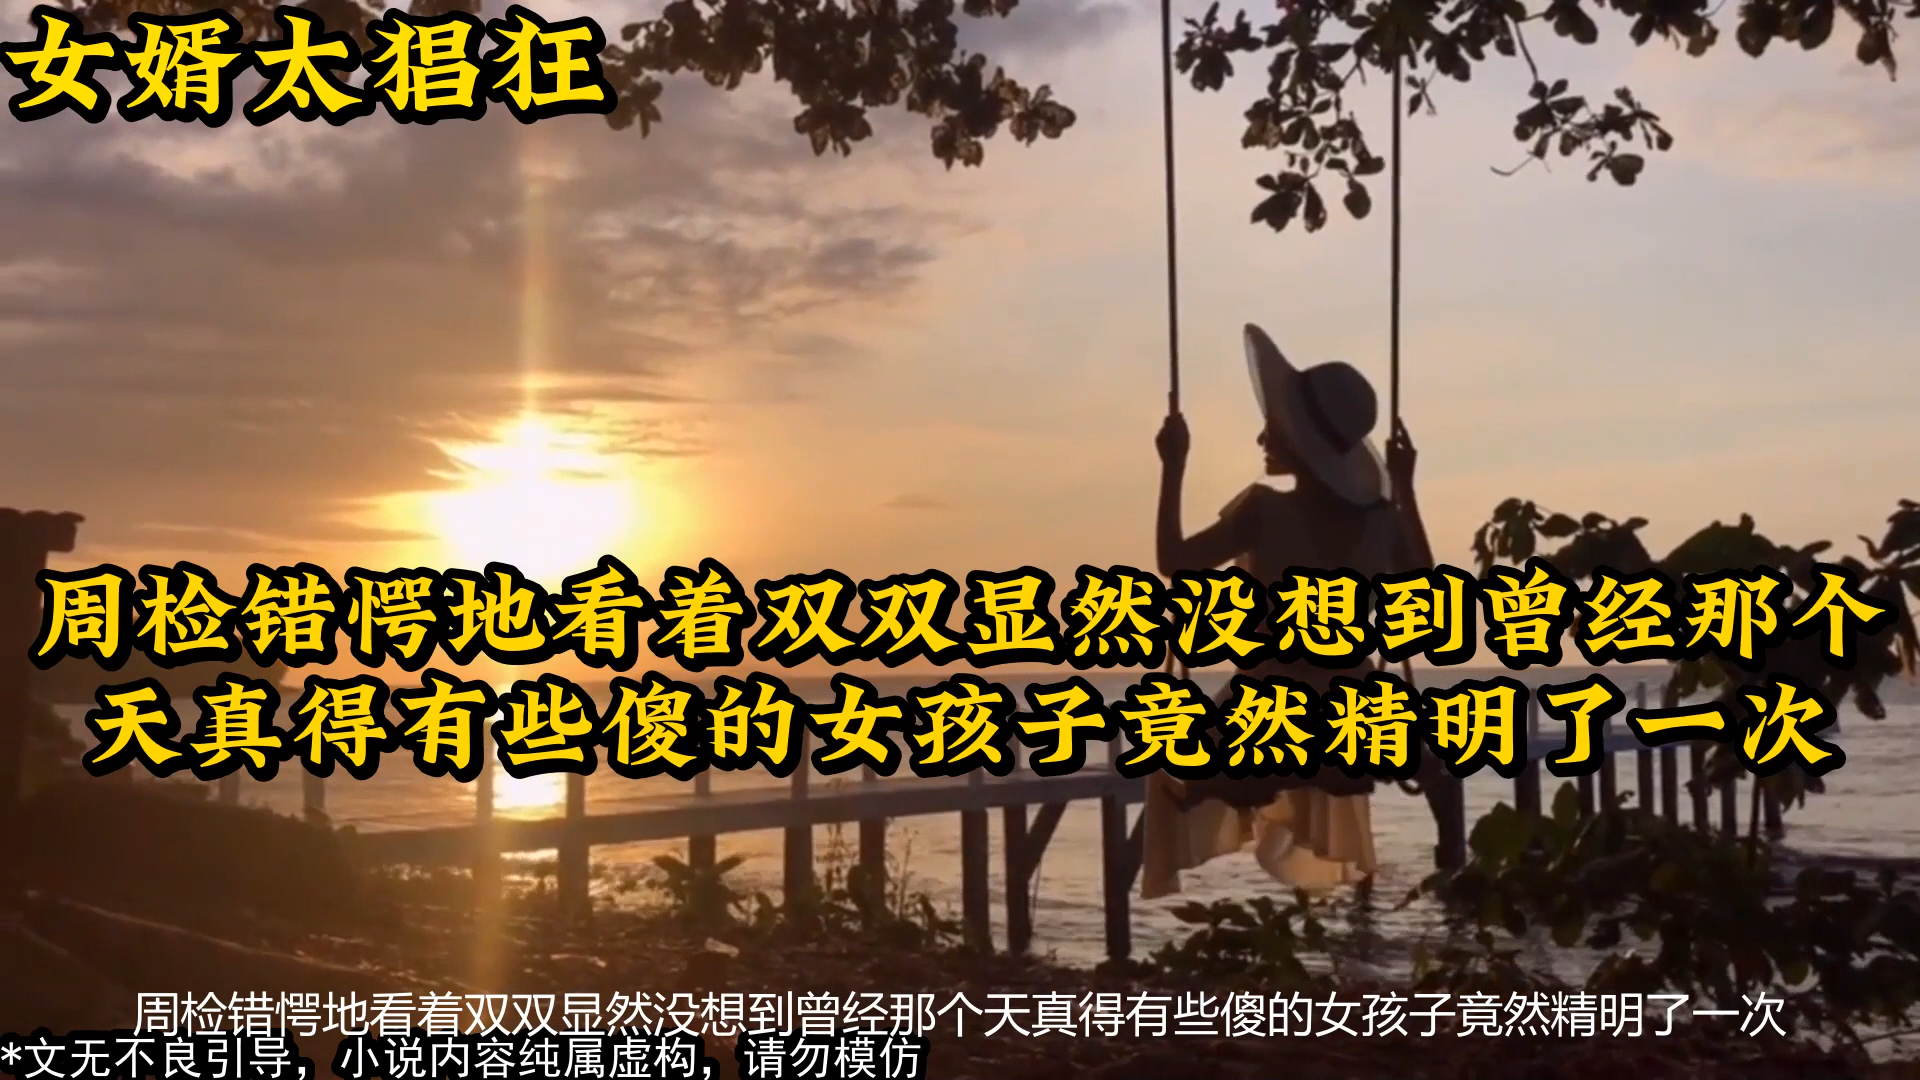 女婿太猖狂
周检错愕地看着双双显然没想到曾经那个
天真得有些傻的女孩子竟然精明了一次
周检错愕地看着双双显然没想到曾经那个天真得有些傻的女孩子竟然精明了一次
*文无不良引导，小说内容纯属虚构，请勿模仿